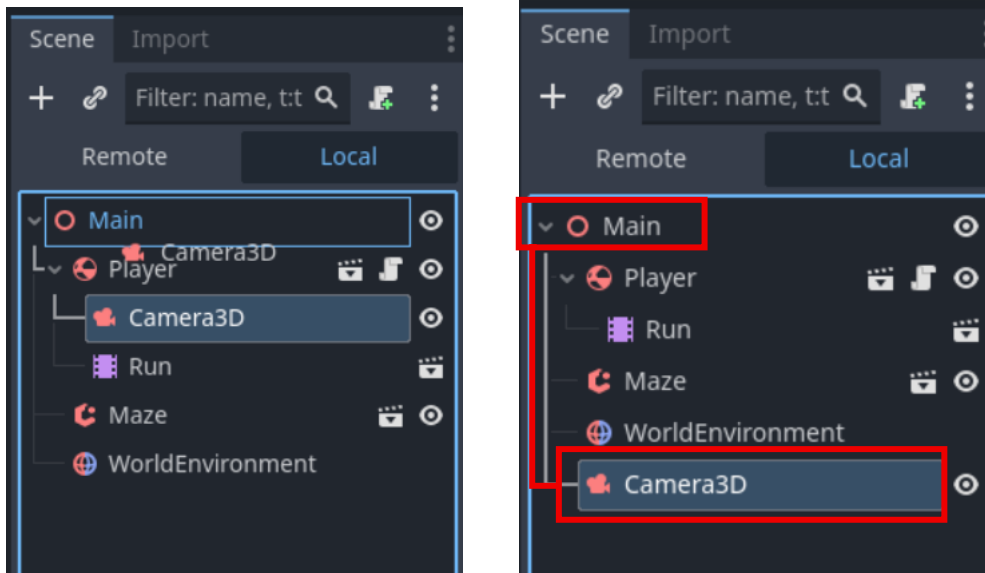 Scene Import
Filter: name, t:t
Remote Local
Main
Camera3D
Player
Camera3D
Run
Maze
WorldEnvironment
Scene Import
Filter: name, t:t
Remote Local
Main
Player
Run
Maze
WorldEnvironment
Camera3D